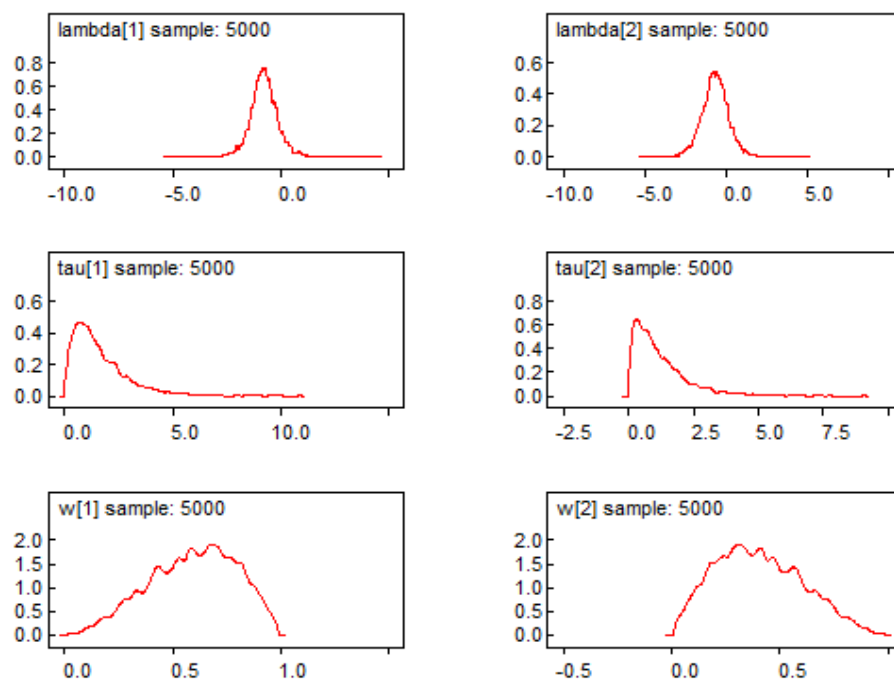 lambda[1] sample: 5000
0.8
0.6
0.4
0.2
0.0
-10.0 -5.0 0.0
lambda[2] sample: 5000
0.6
0.4
0.2
0.0
-10.0 -5.0 0.0 5.0
tau[1] sample: 5000
0.6
0.4
0.2
0.0
0.0 5.0 10.0
tau[2] sample: 5000
0.8
0.6
0.4
0.2
0.0
-2.5 0.0 2.5 5.0 7.5
w[1] sample: 5000
2.0
1.5
1.0
0.5
0.0
0.0 0.5 1.0
w[2] sample: 5000
2.0
1.5
1.0
0.5
0.0
-0.5 0.0 0.5